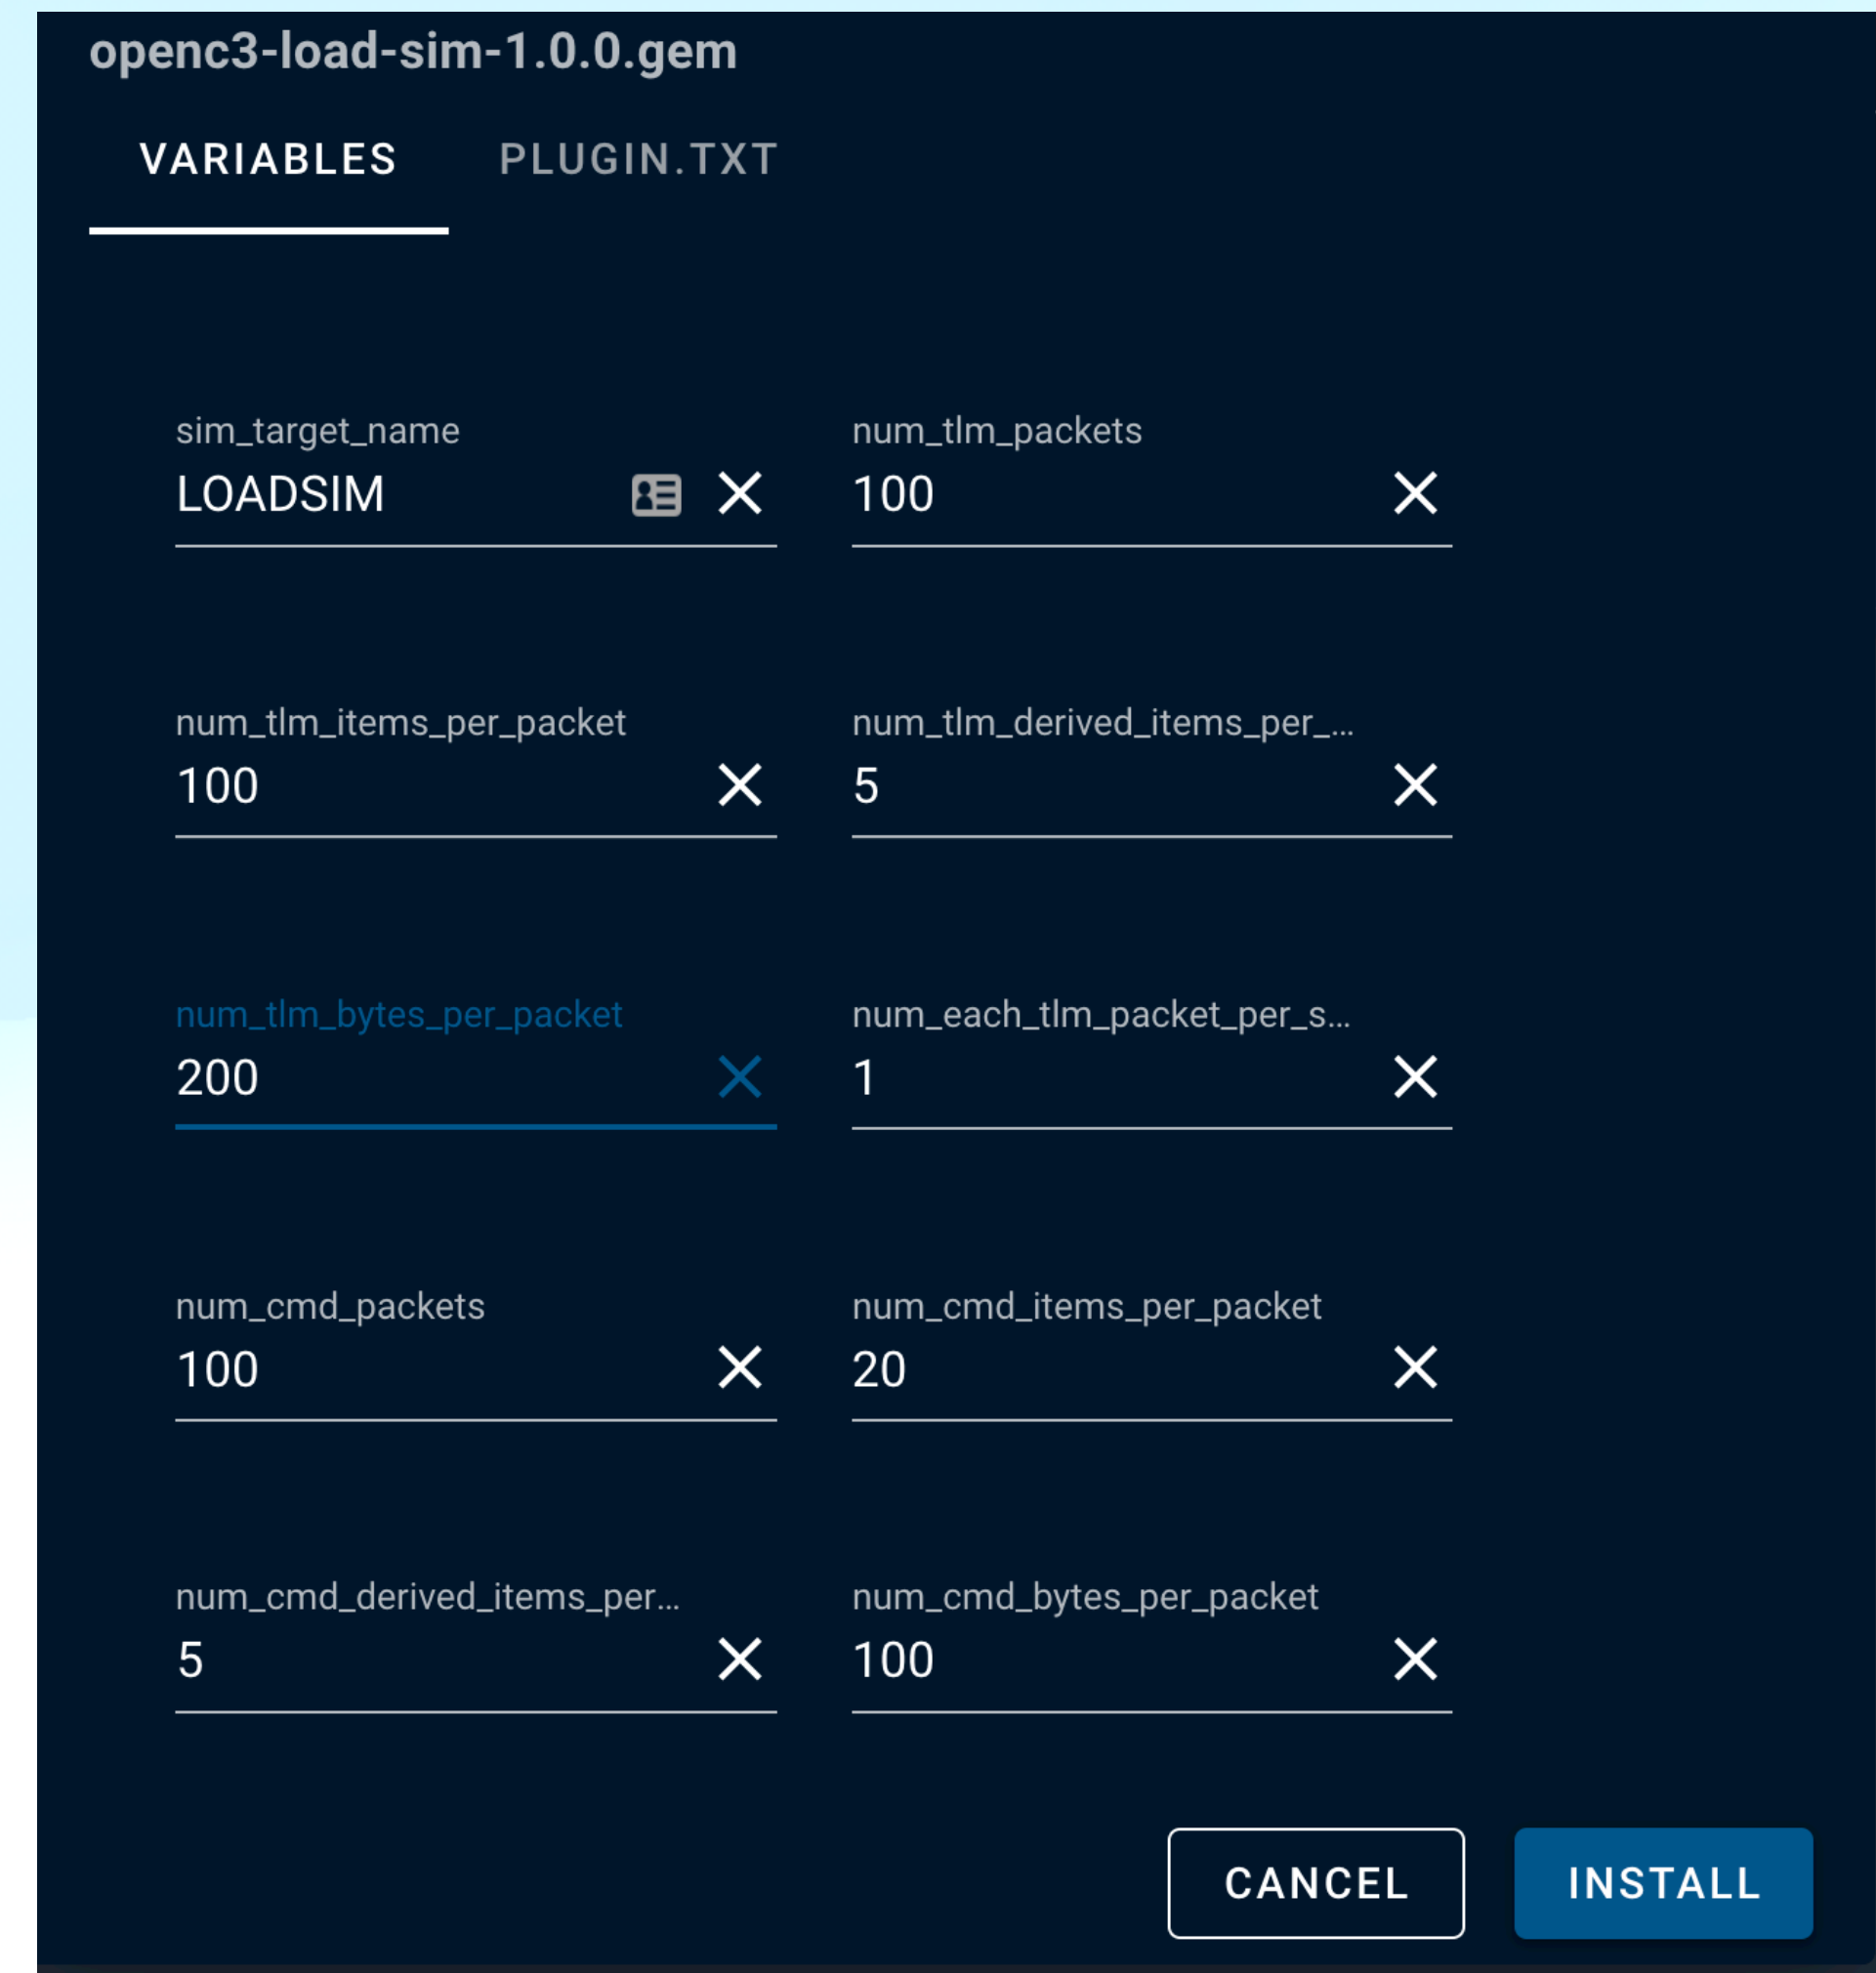 openc3-load-sim-1.0.0.gem
VARIABLES PLUGIN.TXT
sim_target_name num_tlm_packets
LOADSIM 100
num_tlm_items_per_packet num_tlm_derived_items_per_...
100 5
num_tlm_bytes_per_packet num_each_tlm_packet_per_s...
200 1
num_cmd_packets num_cmd_items_per_packet
100 20
num_cmd_derived_items_per... num_cmd_bytes_per_packet
5 100
CANCEL INSTALL